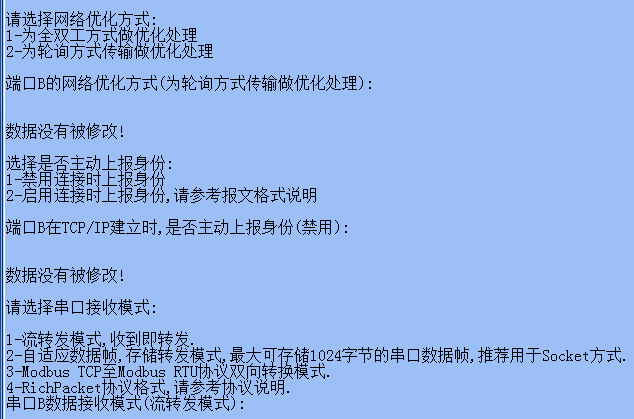 请选择网络优化方式:
1-为全双工方式做优化处理
2-为轮询方式传输做优化处理
端口B的网络优化方式(为轮询方式传输做优化处理):
数据没有被修改!
选择是否主动上报身份:
1-禁用连接时上报身份
2-启用连接时上报身份,请参考报文格式说明
端口B在TCP/IP建立时,是否主动上报身份(禁用):
数据没有被修改!
请选择串口接收模式:
1-流转发模式,收到即转发.
2-自适应数据帧,存储转发模式,最大可存储1024字节的串口数据帧,推荐用于Socket方式.
3-Modbus TCP至Modbus RTU协议双向转换模式.
4-RichPacket协议格式,请参考协议说明.
串口B数据接收模式(流转发模式):